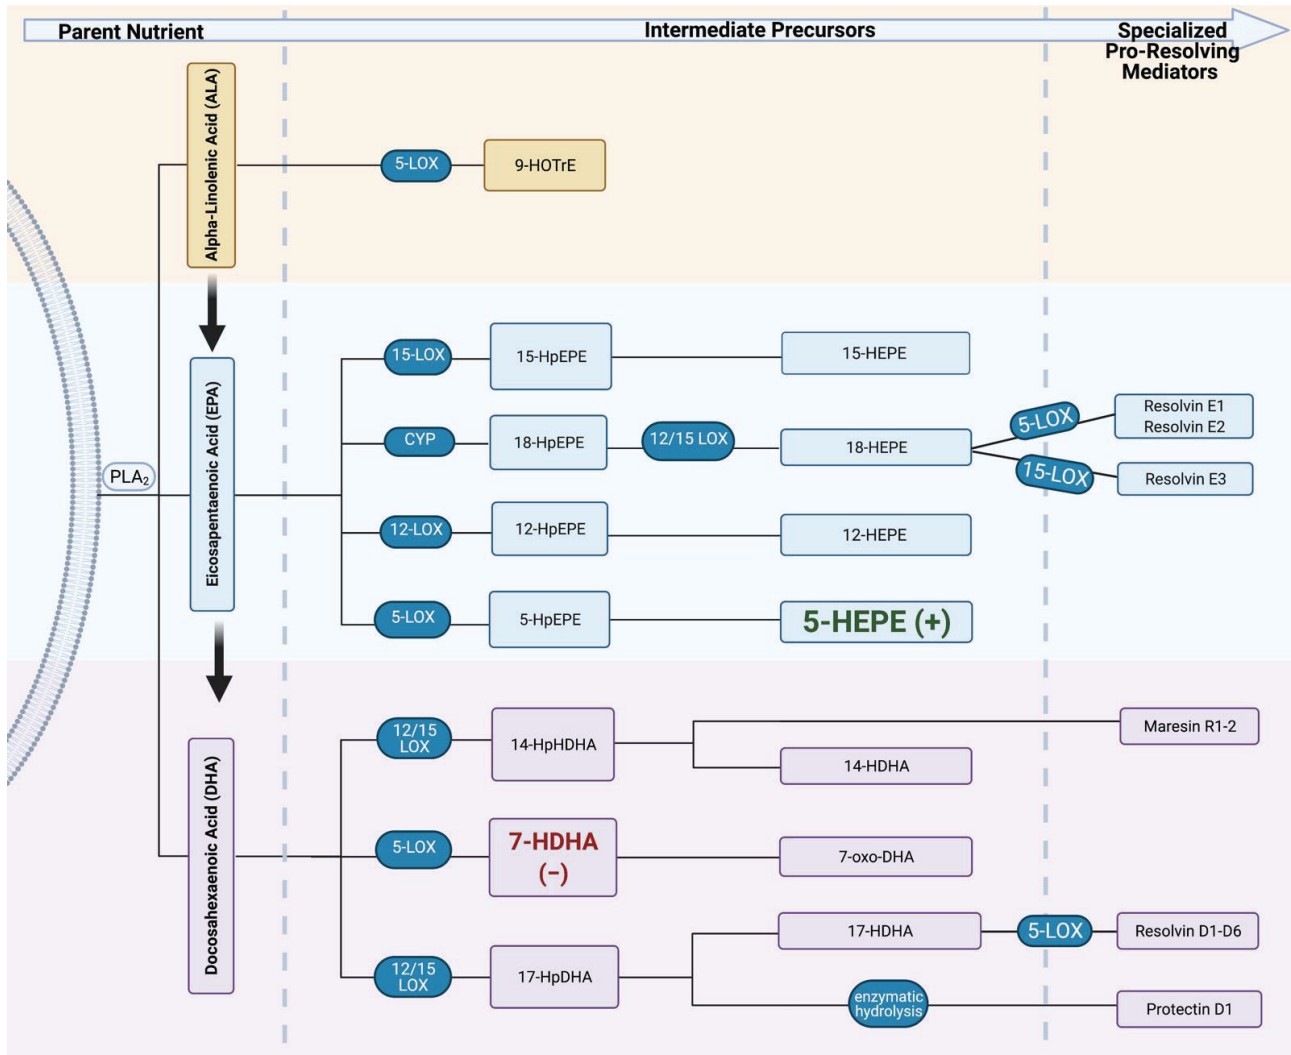 Parent Nutrient
Intermediate Precursors
Specialized
Pro-Resolving
Mediators
Alpha-Linolenic Acid (ALA)
5-LOX
9-HOTrE
PLA₂
Eicosapentaenoic Acid (EPA)
15-LOX
15-HpEPE
15-HEPE
CYP
18-HpEPE
12/15 LOX
18-HEPE
5-LOX
Resolvin E1
Resolvin E2
15-LOX
Resolvin E3
12-LOX
12-HpEPE
12-HEPE
5-LOX
5-HpEPE
5-HEPE (+)
Docosahexaenoic Acid (DHA)
12/15
LOX
14-HpHDHA
Maresin R1-2
14-HDHA
5-LOX
7-HDHA
(−)
7-oxo-DHA
12/15
LOX
17-HpDHA
17-HDHA
5-LOX
Resolvin D1-D6
enzymatic
hydrolysis
Protectin D1